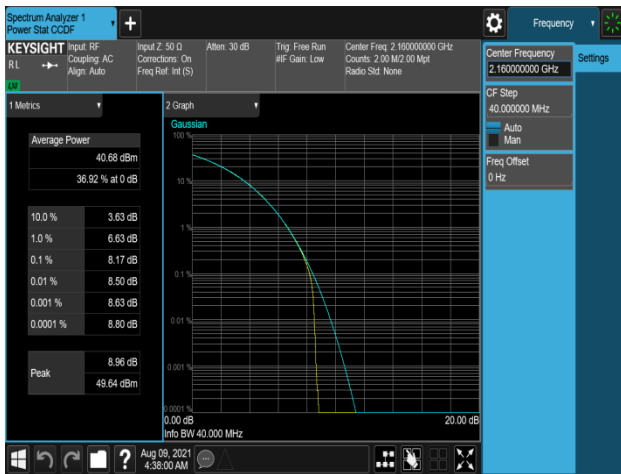 Spectrum Analyzer 1
Power Stat CCDF
+
Frequency
KEYSIGHT
RL
Input: RF
Coupling: AC
Align: Auto
Input Z: 50 Ω
Corrections: On
Freq Ref: Int (S)
Atten: 30 dB
Trig: Free Run
#IF Gain: Low
Center Freq: 2.160000000 GHz
Counts: 2.00 M/2.00 Mpt
Radio Std: None
1 Metrics
Average Power
40.68 dBm
36.92 % at 0 dB
10.0 % 3.63 dB
1.0 % 6.63 dB
0.1 % 8.17 dB
0.01 % 8.50 dB
0.001 % 8.63 dB
0.0001 % 8.80 dB
Peak
8.96 dB
49.64 dBm
2 Graph
Gaussian
100 %
10 %
1 %
0.1 %
0.01 %
0.001 %
0.0001 %
0.00 dB
20.00 dB
Info BW 40.000 MHz
Center Frequency
2.160000000 GHz
Settings
CF Step
40.000000 MHz
Auto
Man
Freq Offset
0 Hz
?
Aug 09, 2021
4:38:00 AM